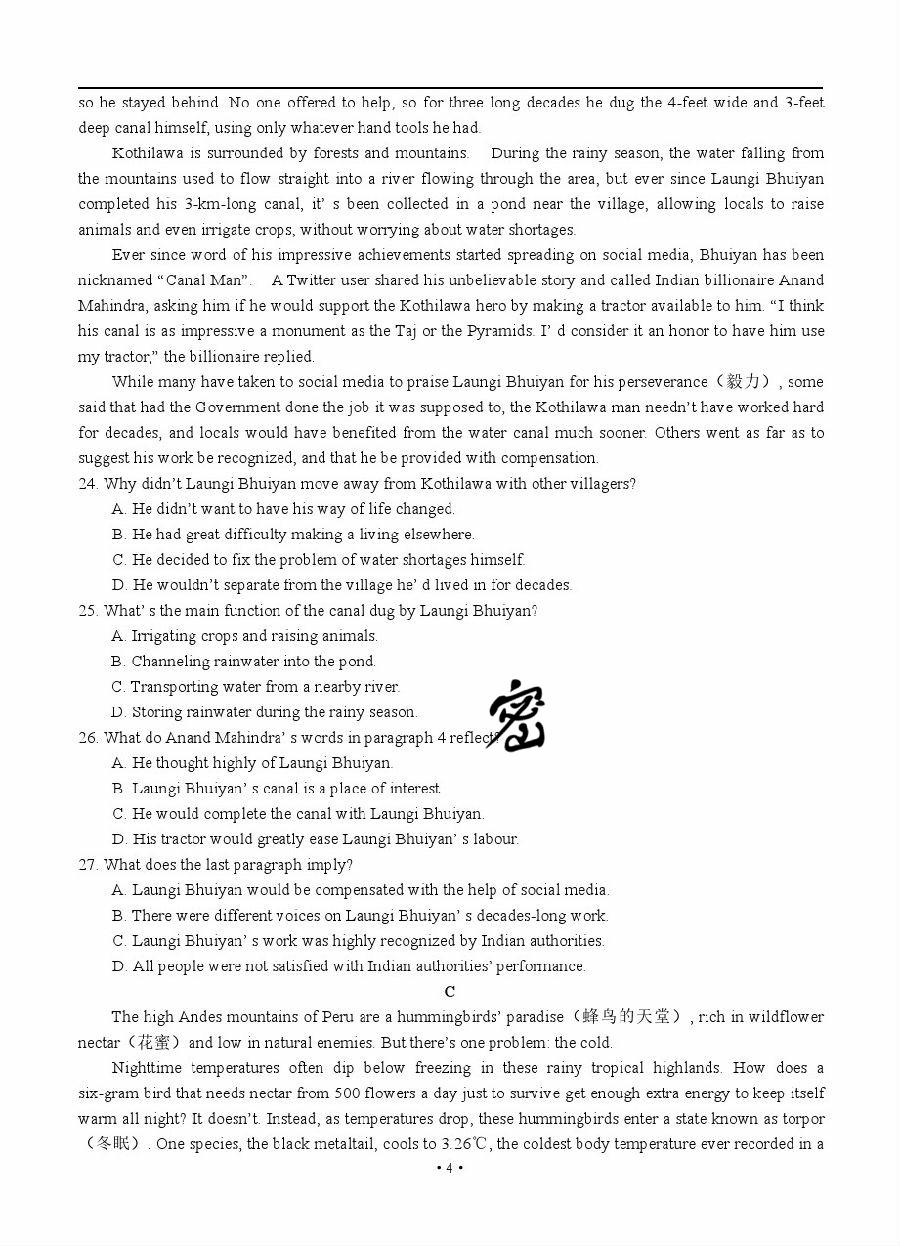 so he stayed behind. No one offered to help, so for three long decades he dug the 4-feet wide and 3-feet
deep canal himself, using only whatever hand tools he had.
Kothilawa is surrounded by forests and mountains. During the rainy season, the water falling from
the mountains used to flow straight into a river flowing through the area, but ever since Laungi Bhuiyan
completed his 3-km-long canal, it' s been collected in a pond near the village, allowing locals to raise
animals and even irrigate crops, without worrying about water shortages.
Ever since word of his impressive achievements started spreading on social media, Bhuiyan has been
nicknamed “Canal Man”. A Twitter user shared his unbelievable story and called Indian billionaire Anand
Mahindra, asking him if he would support the Kothilawa hero by making a tractor available to him. “I think
his canal is as impressive a monument as the Taj or the Pyramids. I' d consider it an honor to have him use
my tractor,” the billionaire replied.
While many have taken to social media to praise Laungi Bhuiyan for his perseverance（毅力）, some
said that had the Government done the job it was supposed to, the Kothilawa man needn't have worked hard
for decades, and locals would have benefited from the water canal much sooner. Others went as far as to
suggest his work be recognized, and that he be provided with compensation.
24. Why didn't Laungi Bhuiyan move away from Kothilawa with other villagers?
A. He didn't want to have his way of life changed.
B. He had great difficulty making a living elsewhere.
C. He decided to fix the problem of water shortages himself.
D. He wouldn't separate from the village he' d lived in for decades.
25. What' s the main function of the canal dug by Laungi Bhuiyan?
A. Irrigating crops and raising animals.
B. Channeling rainwater into the pond.
C. Transporting water from a nearby river.
D. Storing rainwater during the rainy season.
密
26. What do Anand Mahindra' s words in paragraph 4 reflect?
A. He thought highly of Laungi Bhuiyan.
B. Laungi Bhuiyan' s canal is a place of interest.
C. He would complete the canal with Laungi Bhuiyan.
D. His tractor would greatly ease Laungi Bhuiyan' s labour.
27. What does the last paragraph imply?
A. Laungi Bhuiyan would be compensated with the help of social media.
B. There were different voices on Laungi Bhuiyan' s decades-long work.
C. Laungi Bhuiyan' s work was highly recognized by Indian authorities.
D. All people were not satisfied with Indian authorities' performance.
C
The high Andes mountains of Peru are a hummingbirds' paradise（蜂鸟的天堂）, rich in wildflower
nectar（花蜜）and low in natural enemies. But there's one problem: the cold.
Nighttime temperatures often dip below freezing in these rainy tropical highlands. How does a
six-gram bird that needs nectar from 500 flowers a day just to survive get enough extra energy to keep itself
warm all night? It doesn't. Instead, as temperatures drop, these hummingbirds enter a state known as torpor
（冬眠）. One species, the black metaltail, cools to 3.26℃, the coldest body temperature ever recorded in a
• 4 •